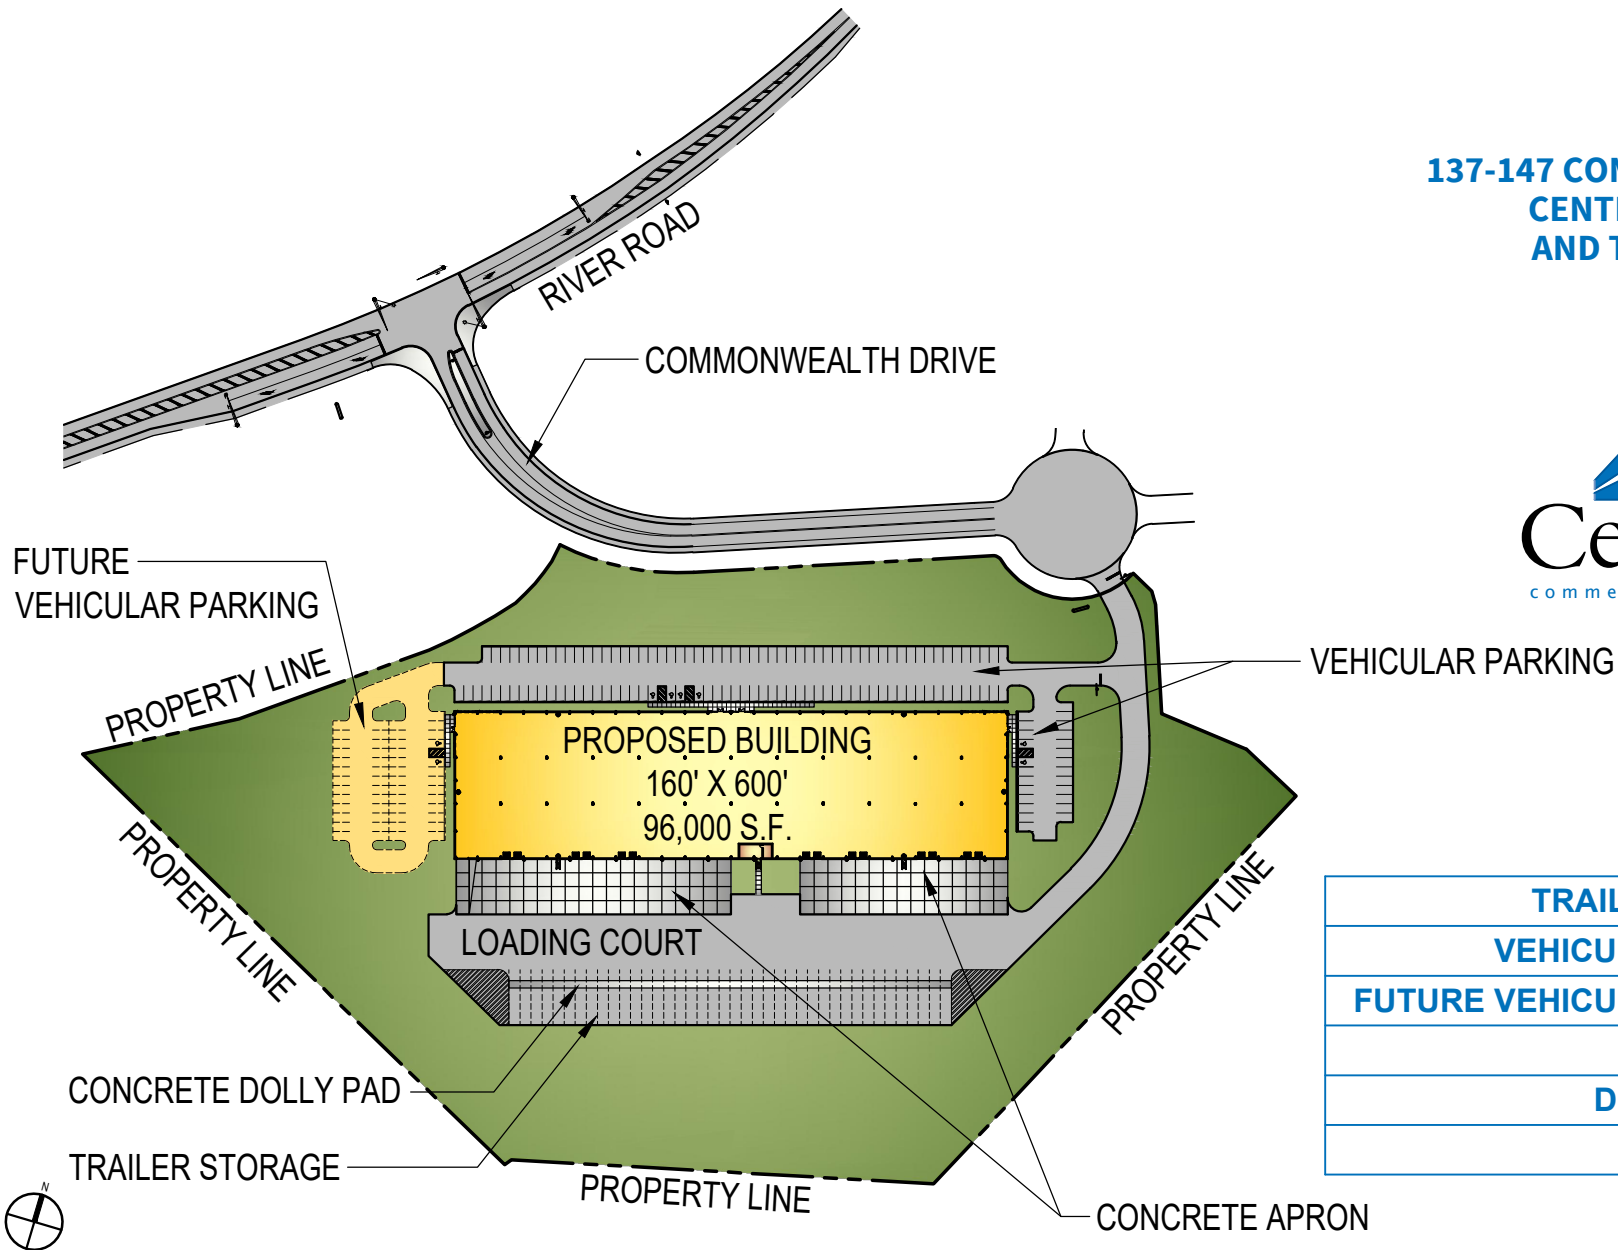 137-147
CENT
AND
RIVER ROAD
COMMONWEALTH DRIVE
Ce
comme
FUTURE
VEHICULAR PARKING
PROPERTY LINE
VEHICULAR PARKING
PROPOSED BUILDING
160' X 600'
96,000 S.F.
PROPERTY LINE
PROPERTY LINE
LOADING COURT
TRAIL
VEHICU
FUTURE VEHICU
D
CONCRETE DOLLY PAD
TRAILER STORAGE
PROPERTY LINE
CONCRETE APRON
N